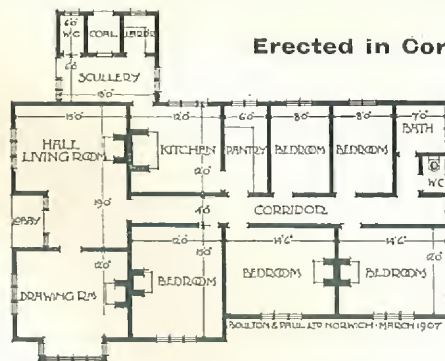 Erected in Cor
6'0"
W.C.
COAL
LARDER
6'0"
SCULLERY
13'0"
15'0"
12'0"
6'0"
8'0"
8'0"
7'0"
BATH
HALL
LIVING ROOM
KITCHEN
PANTRY
BEDROOM
BEDROOM
12'0"
W.C.
19'0"
4'0"
CORRIDOR
LOBBY
12'0"
14'6"
14'6"
DRAWING RM
12'0"
BEDROOM
15'0"
BEDROOM
BEDROOM
12'0"
BOULTON & PAUL LTD NORWICH · MARCH 1907